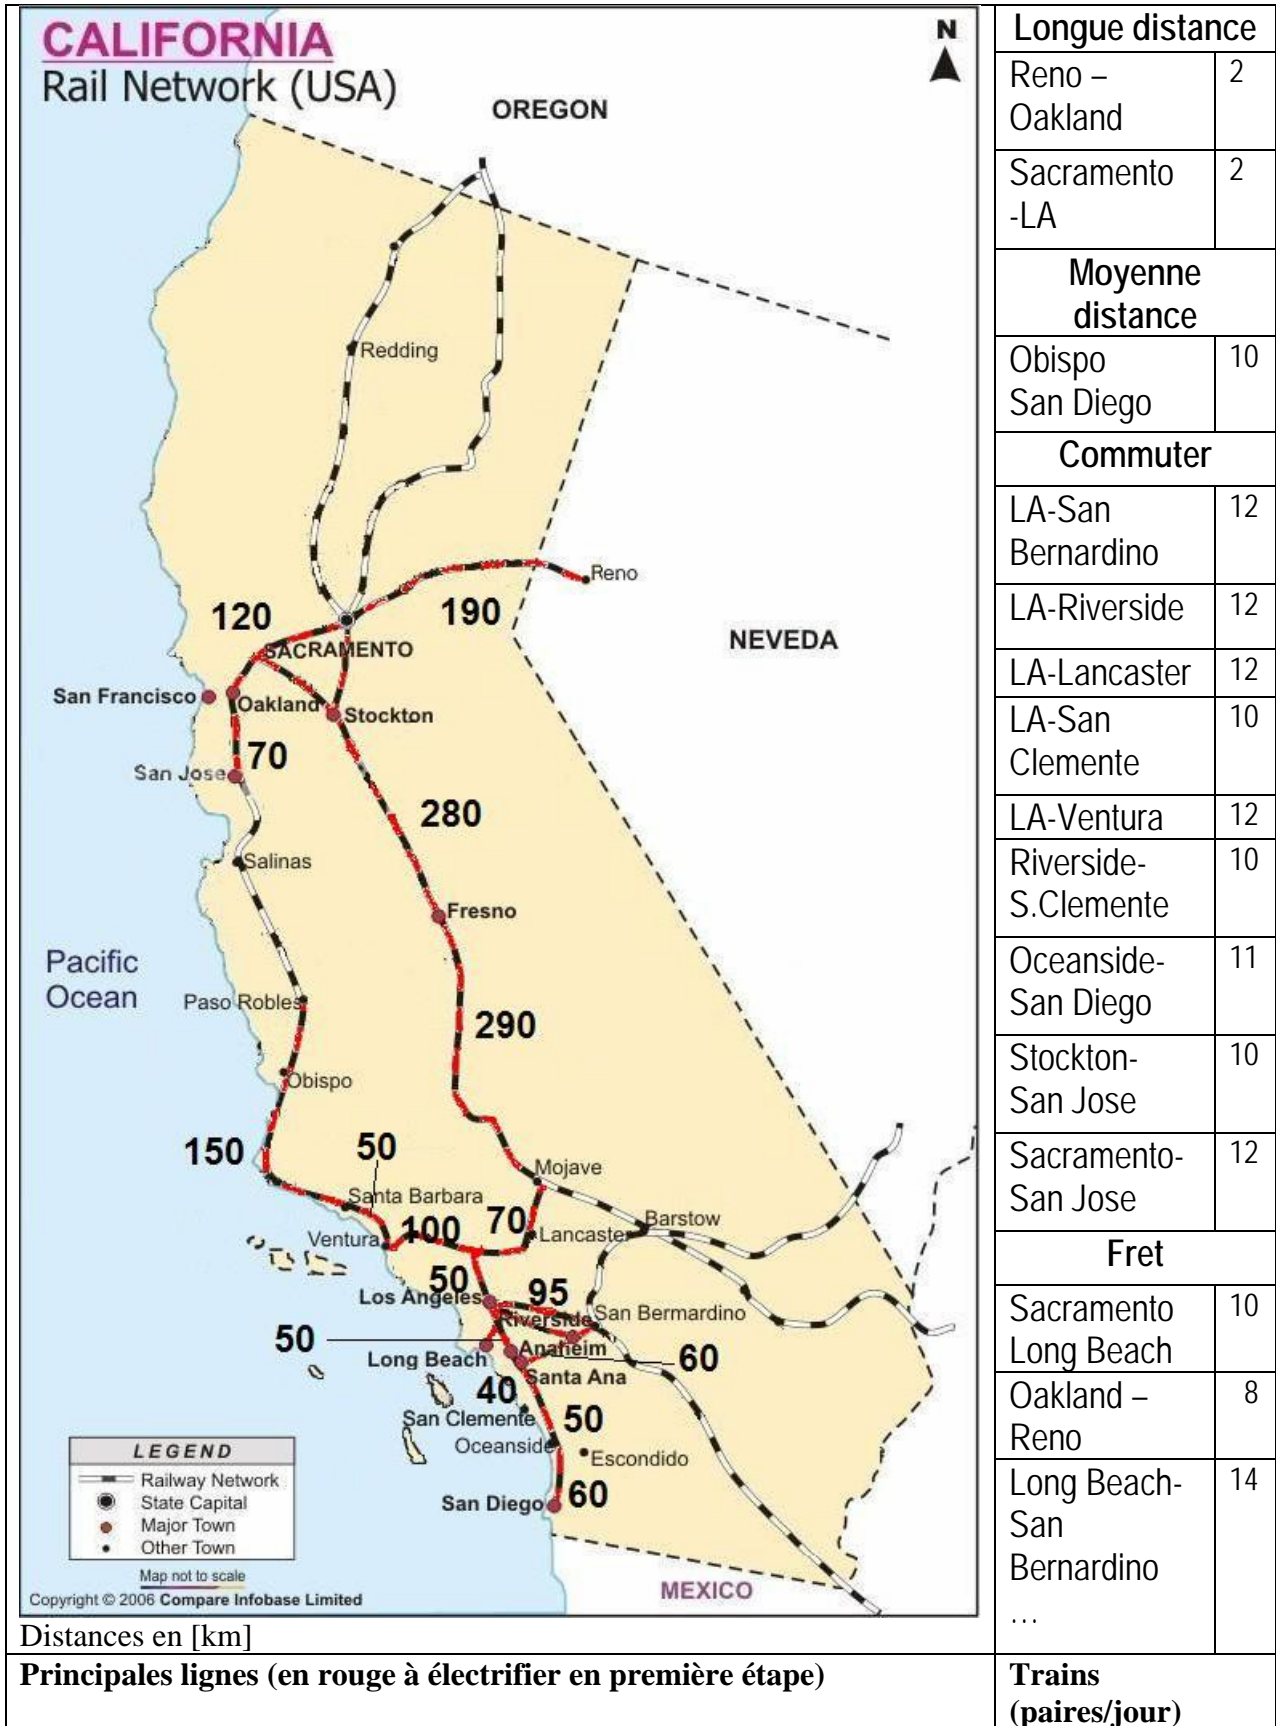 CALIFORNIA
Rail Network (USA)
N
OREGON
Redding
Reno
120
190
SACRAMENTO
NEVEDA
San Francisco
Oakland
Stockton
San Jose
70
280
Salinas
Fresno
Pacific
Ocean
Paso Robles
290
Obispo
150
50
Mojave
Santa Barbara
Ventura
100
70
Lancaster
Barstow
50
95
Los Angeles
San Bernardino
Riverside
50
Long Beach
Anaheim
60
Santa Ana
40
San Clemente
50
Oceanside
Escondido
San Diego
60
LEGEND
Railway Network
State Capital
Major Town
Other Town
Map not to scale
MEXICO
Copyright © 2006 Compare Infobase Limited
Distances en [km]
Principales lignes (en rouge à électrifier en première étape)
Longue distance
Reno – 2
Oakland
Sacramento 2
-LA
Moyenne
distance
Obispo 10
San Diego
Commuter
LA-San 12
Bernardino
LA-Riverside 12
LA-Lancaster 12
LA-San 10
Clemente
LA-Ventura 12
Riverside- 10
S.Clemente
Oceanside- 11
San Diego
Stockton- 10
San Jose
Sacramento- 12
San Jose
Fret
Sacramento 10
Long Beach
Oakland – 8
Reno
Long Beach- 14
San
Bernardino
…
Trains
(paires/jour)